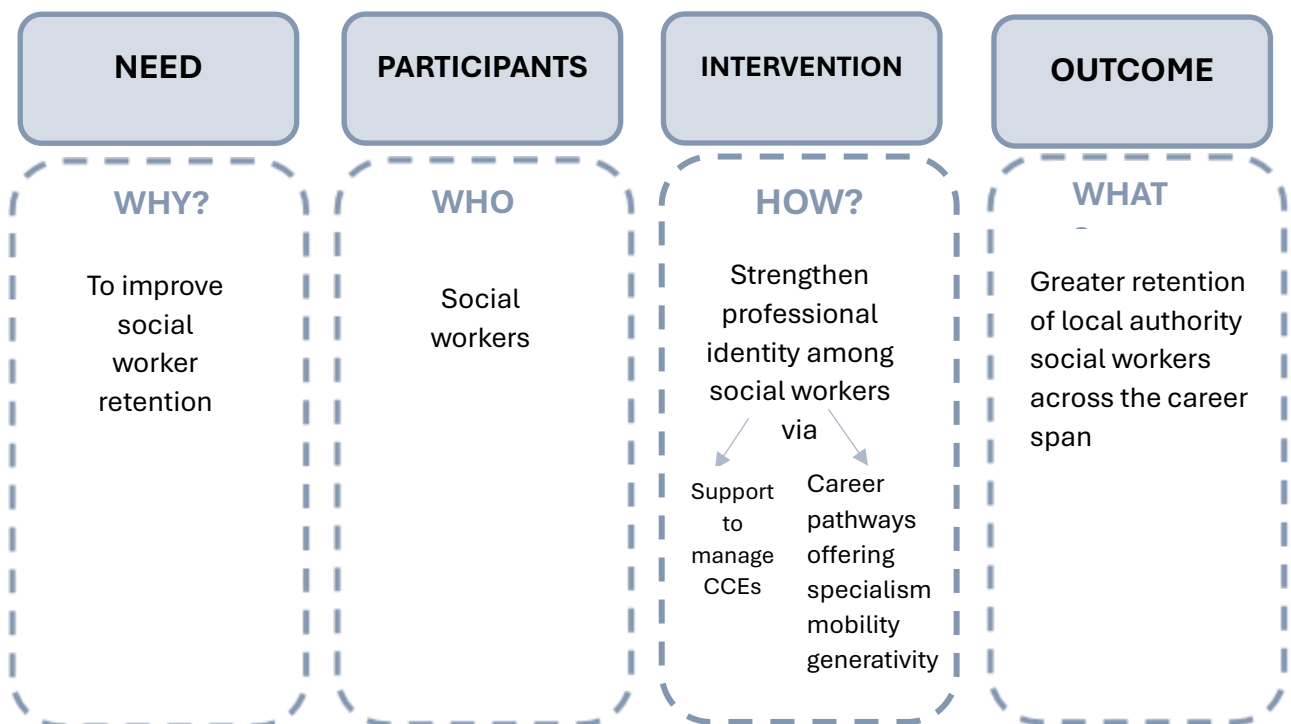 NEED
WHY?
To improve
social
worker
retention
PARTICIPANTS
WHO
Social
workers
INTERVENTION
HOW?
Strengthen
professional
identity among
social workers
via
Support
to
manage
CCEs
Career
pathways
offering
specialism
mobility
generativity
OUTCOME
WHAT
Greater retention
of local authority
social workers
across the career
span